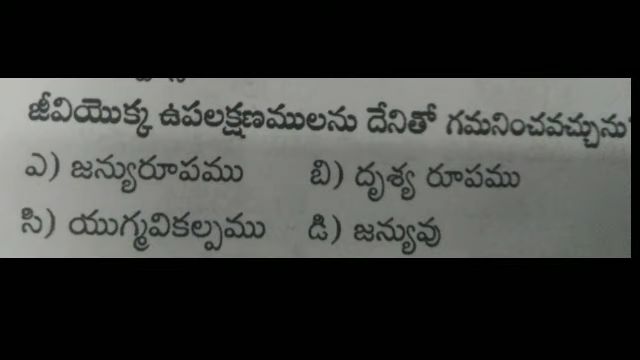 జీవియొక్క ఉపలక్షణములను దేనితో గమనించవచ్చును
ఎ) జన్యురూపము బి) దృశ్య రూపము
సి) యుగ్మవికల్పము డి) జన్యువు